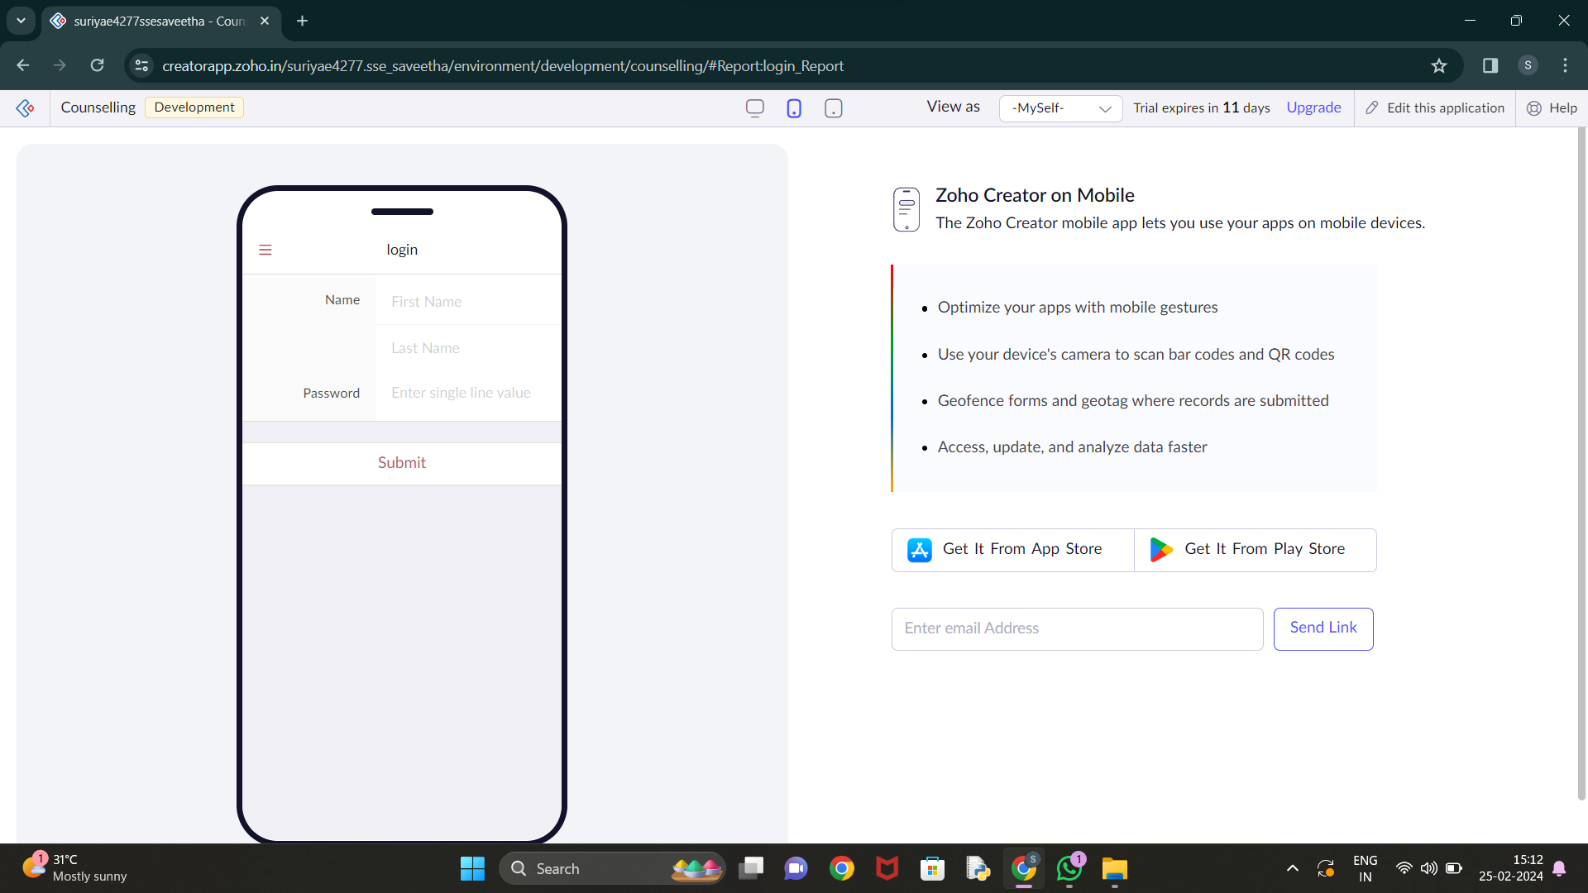 suriyae4277ssesaveetha - Coun
creatorapp.zoho.in/suriyae4277.sse_saveetha/environment/development/counselling/#Report:login_Report
S
Counselling
Development
View as
-MySelf-
Trial expires in 11 days
Upgrade
Edit this application
Help
login
Name
First Name
Last Name
Password
Enter single line value
Submit
Zoho Creator on Mobile
The Zoho Creator mobile app lets you use your apps on mobile devices.
Optimize your apps with mobile gestures
Use your device's camera to scan bar codes and QR codes
Geofence forms and geotag where records are submitted
Access, update, and analyze data faster
Get It From App Store
Get It From Play Store
Enter email Address
Send Link
1
31°C
Mostly sunny
Search
S
1
ENG
IN
15:12
25-02-2024